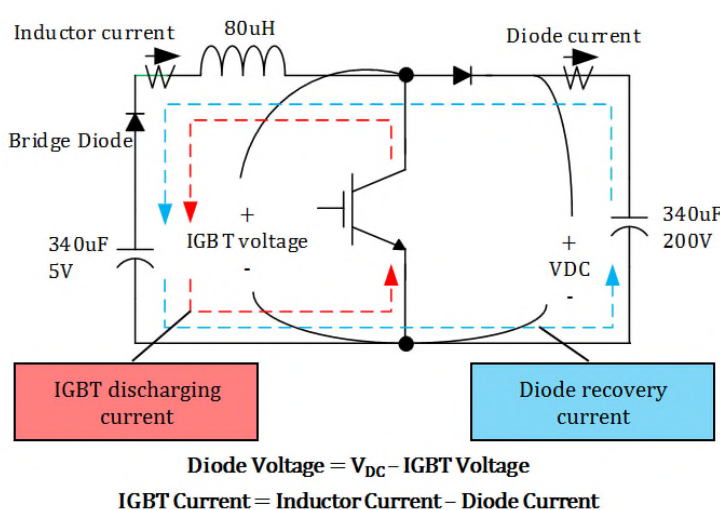 Inductor current
80uH
Diode current
Bridge Diode
340uF
5V
+
IGBT voltage
-
+
VDC
-
340uF
200V
IGBT discharging
current
Diode recovery
current
Diode Voltage = VDC – IGBT Voltage
IGBT Current = Inductor Current – Diode Current